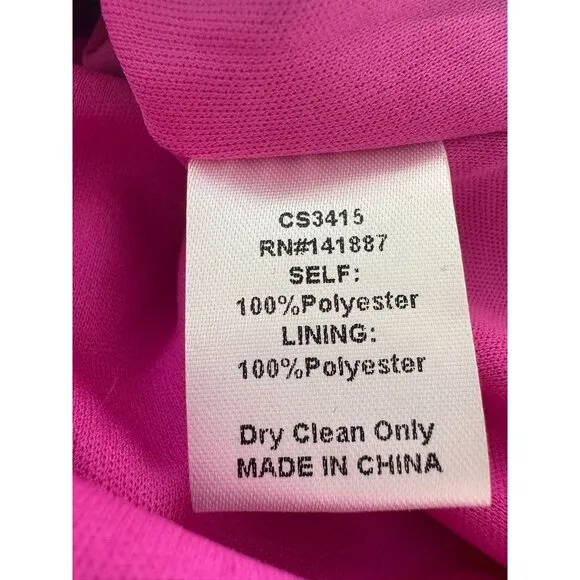 CS3415
RN#141887
SELF:
100%Polyester
LINING:
100%Polyester
Dry Clean Only
MADE IN CHINA